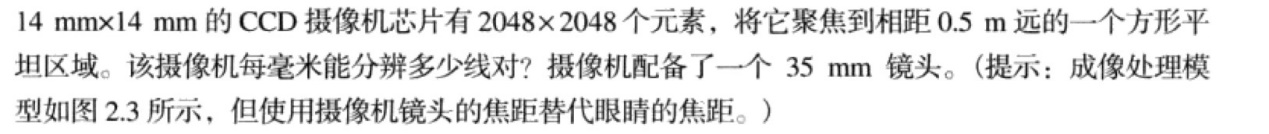 14 mm×14 mm 的 CCD 摄像机芯片有 2048×2048 个元素，将它聚焦到相距 0.5 m 远的一个方形平
坦区域。该摄像机每毫米能分辨多少线对？摄像机配备了一个 35 mm 镜头。（提示：成像处理模
型如图 2.3 所示，但使用摄像机镜头的焦距替代眼睛的焦距。）